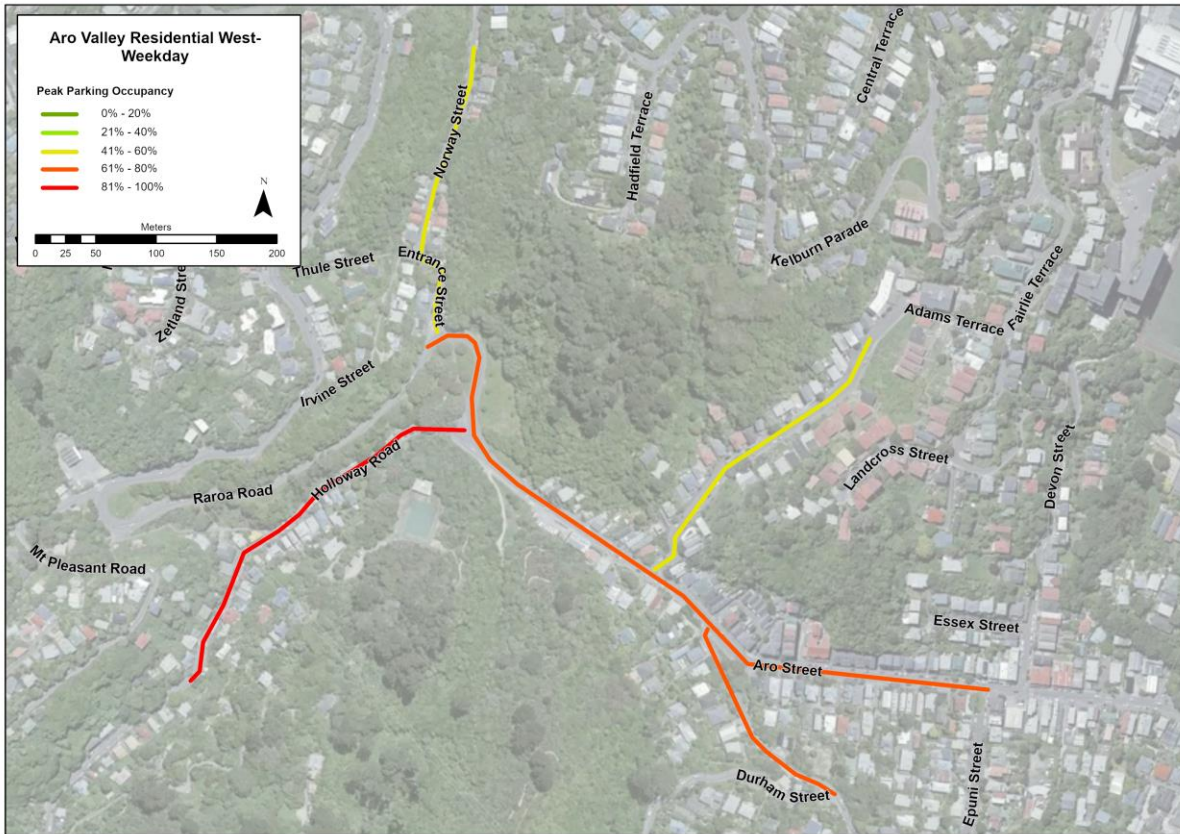 Aro Valley Residential West-
Weekday
Peak Parking Occupancy
0% - 20%
21% - 40%
41% - 60%
61% - 80%
81% - 100%
N
Meters
0 25 50 100 150 200
Norway Street
Hadfield Terrace
Central Terrace
Thule Street
Entrance Street
Zetland Stre
Kelburn Parade
Fairlie Terrace
Adams Terrace
Irvine Street
Holloway Road
Raroa Road
Landcross Street
Devon Street
Mt Pleasant Road
Essex Street
Aro Street
Epuni Street
Durham Street